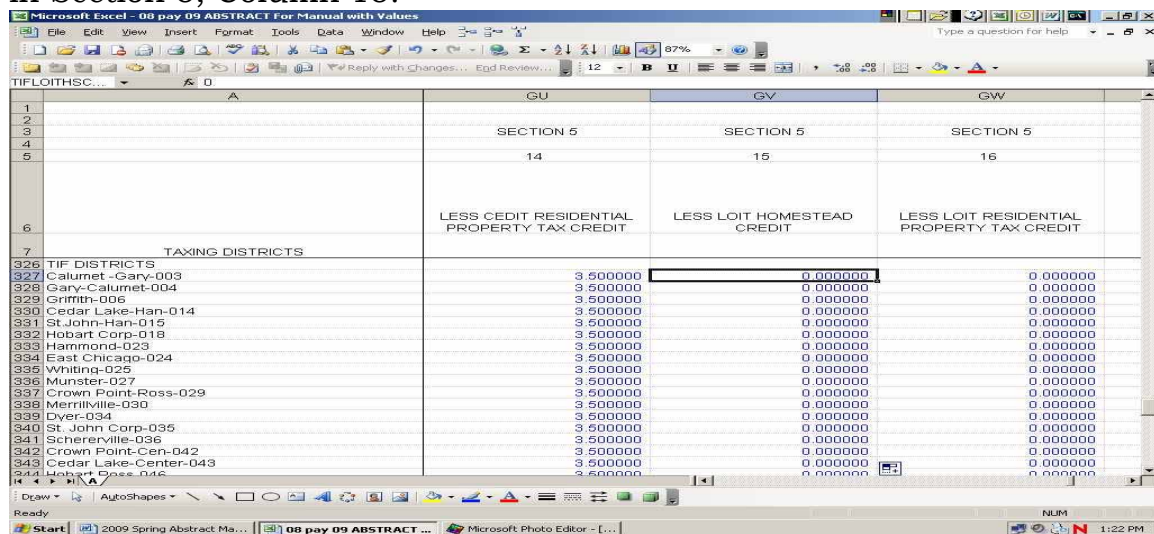 in Section 5, Column 16.
Microsoft Excel - 08 pay 09 ABSTRACT For Manual with Values
File Edit View Insert Format Tools Data Window Help Type a question for help
87%
Reply with Changes... End Review... 12 B U
TIFLOITHSC... fx 0
A GU GV GW
1
2
3 SECTION 5 SECTION 5 SECTION 5
4
5 14 15 16
LESS CEDIT RESIDENTIAL LESS LOIT HOMESTEAD LESS LOIT RESIDENTIAL
6 PROPERTY TAX CREDIT CREDIT PROPERTY TAX CREDIT
7 TAXING DISTRICTS
326 TIF DISTRICTS
327 Calumet -Gary-003 3.500000 0.000000 0.000000
328 Gary-Calumet-004 3.500000 0.000000 0.000000
329 Griffith-006 3.500000 0.000000 0.000000
330 Cedar Lake-Han-014 3.500000 0.000000 0.000000
331 St.John-Han-015 3.500000 0.000000 0.000000
332 Hobart Corp-018 3.500000 0.000000 0.000000
333 Hammond-023 3.500000 0.000000 0.000000
334 East Chicago-024 3.500000 0.000000 0.000000
335 Whiting-025 3.500000 0.000000 0.000000
336 Munster-027 3.500000 0.000000 0.000000
337 Crown Point-Ross-029 3.500000 0.000000 0.000000
338 Merrillville-030 3.500000 0.000000 0.000000
339 Dyer-034 3.500000 0.000000 0.000000
340 St. John Corp-035 3.500000 0.000000 0.000000
341 Schererville-036 3.500000 0.000000 0.000000
342 Crown Point-Cen-042 3.500000 0.000000 0.000000
343 Cedar Lake-Center-043 3.500000 0.000000 0.000000
344 Hobart Ross-046 3.500000 0.000000 0.000000
A
Draw AutoShapes
Ready NUM
Start 2009 Spring Abstract Ma... 08 pay 09 ABSTRACT ... Microsoft Photo Editor - [... 1:22 PM